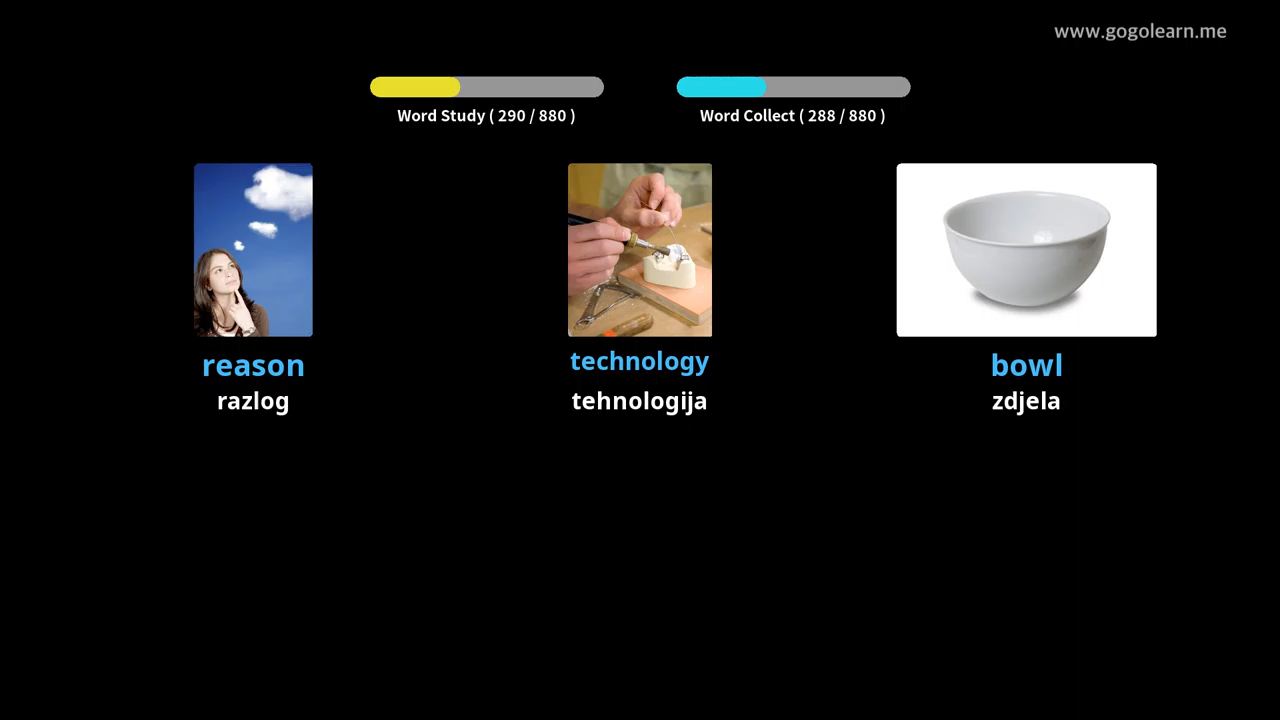 www.gogolearn.me
Word Study ( 290 / 880 )
Word Collect ( 288 / 880 )
reason
razlog
technology
tehnologija
bowl
zdjela